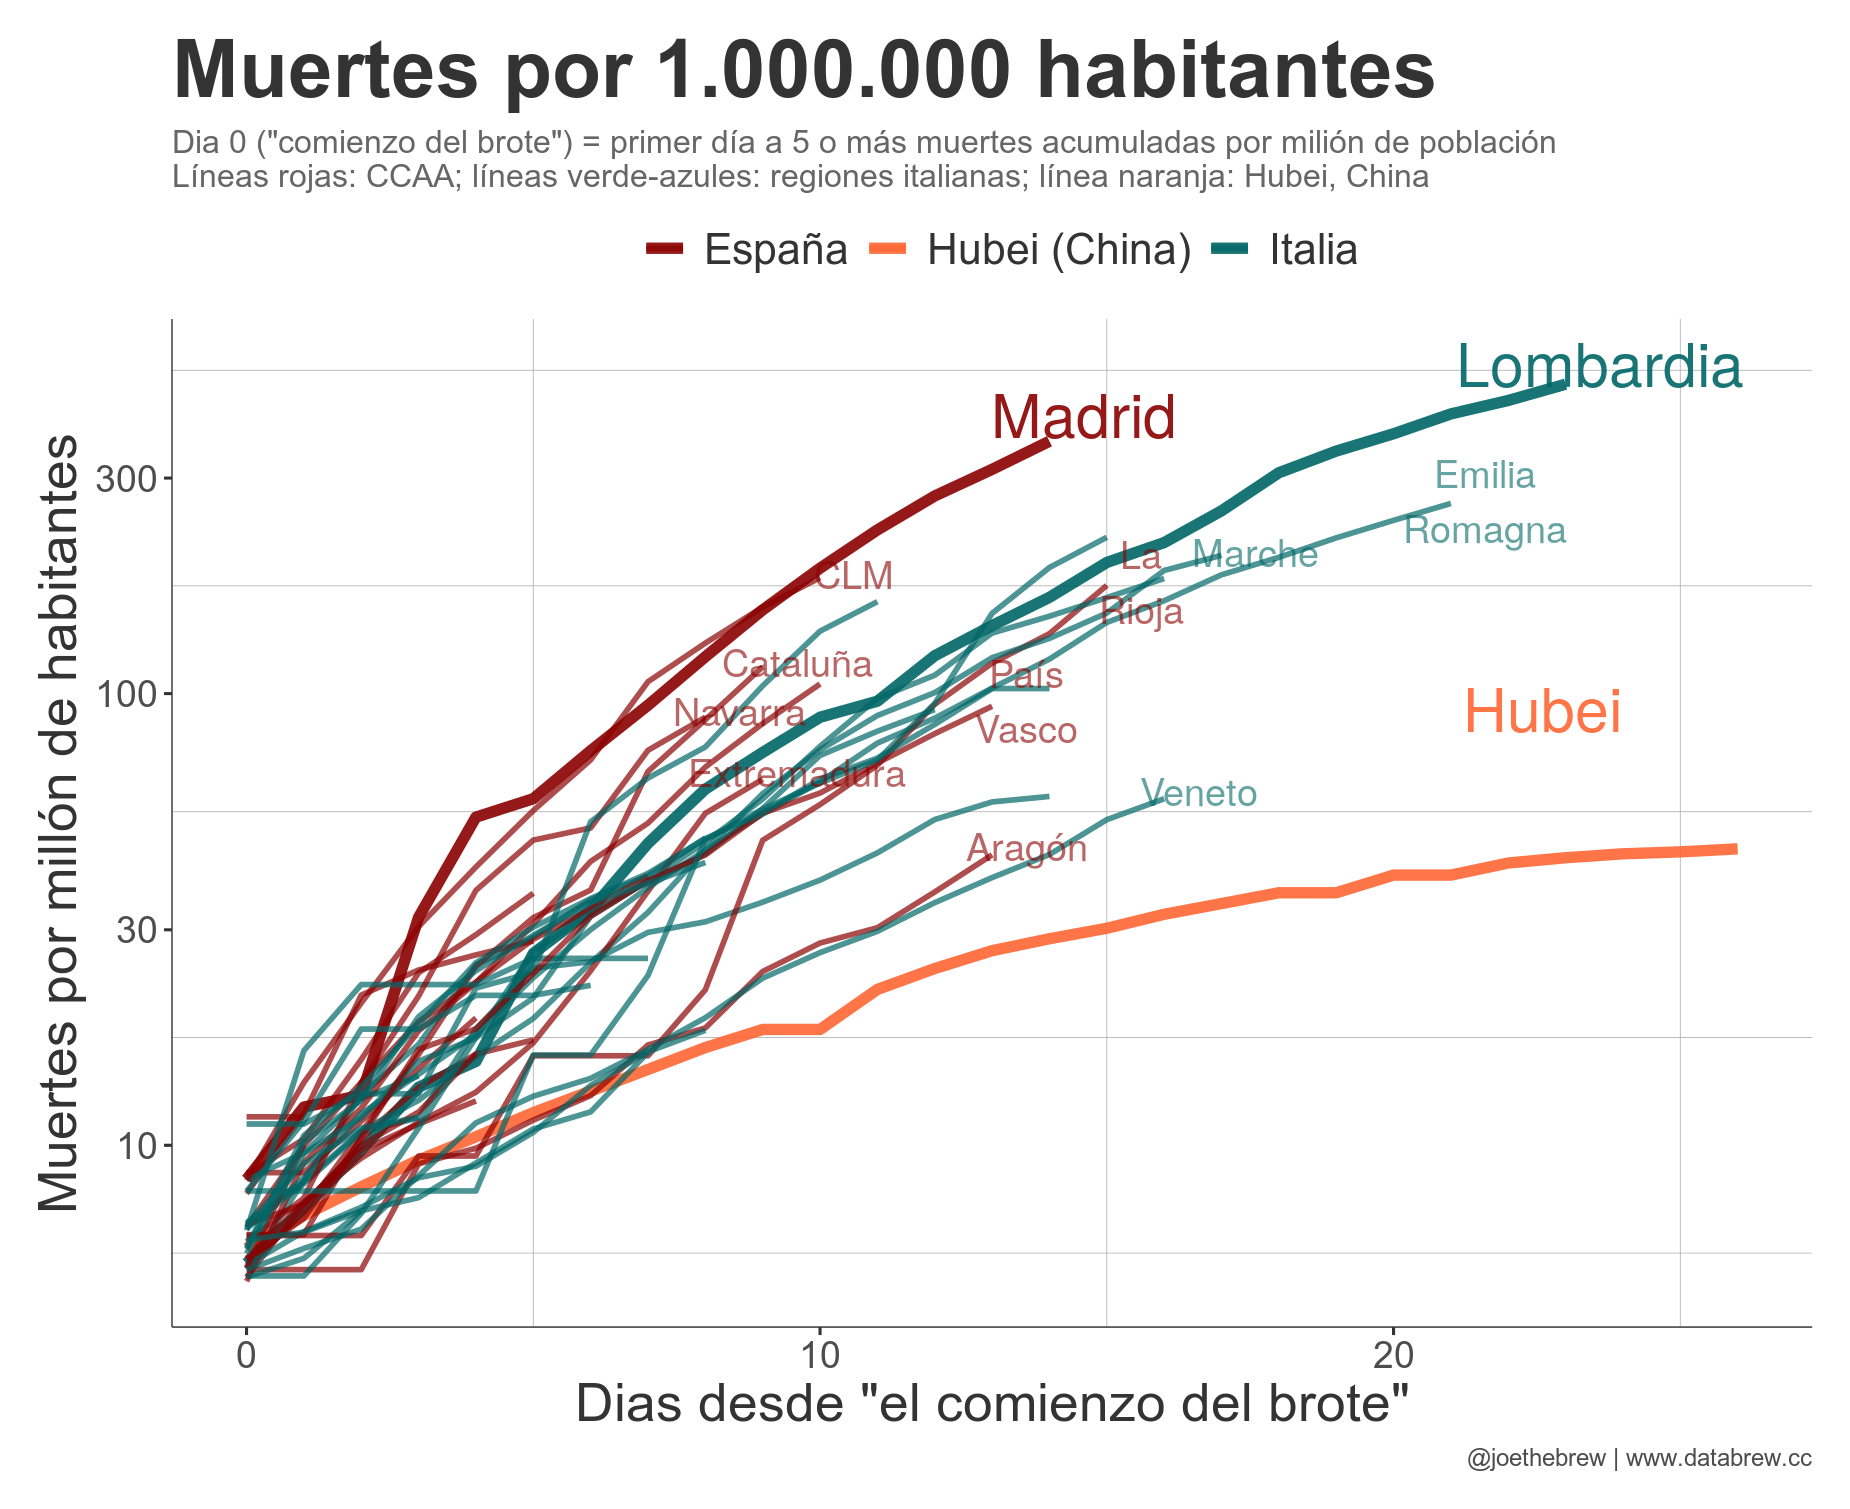 Muertes por 1.000.000 habitantes
Dia 0 ("comienzo del brote") = primer día a 5 o más muertes acumuladas por milión de población
Líneas rojas: CCAA; líneas verde-azules: regiones italianas; línea naranja: Hubei, China
España
Hubei (China)
Italia
Muertes por millón de habitantes
300
100
30
10
Lombardia
Madrid
Emilia
Romagna
La
Rioja
Marche
CLM
Cataluña
País
Vasco
Navarra
Hubei
Extremadura
Veneto
Aragón
0
10
20
Dias desde "el comienzo del brote"
@joethebrew | www.databrew.cc